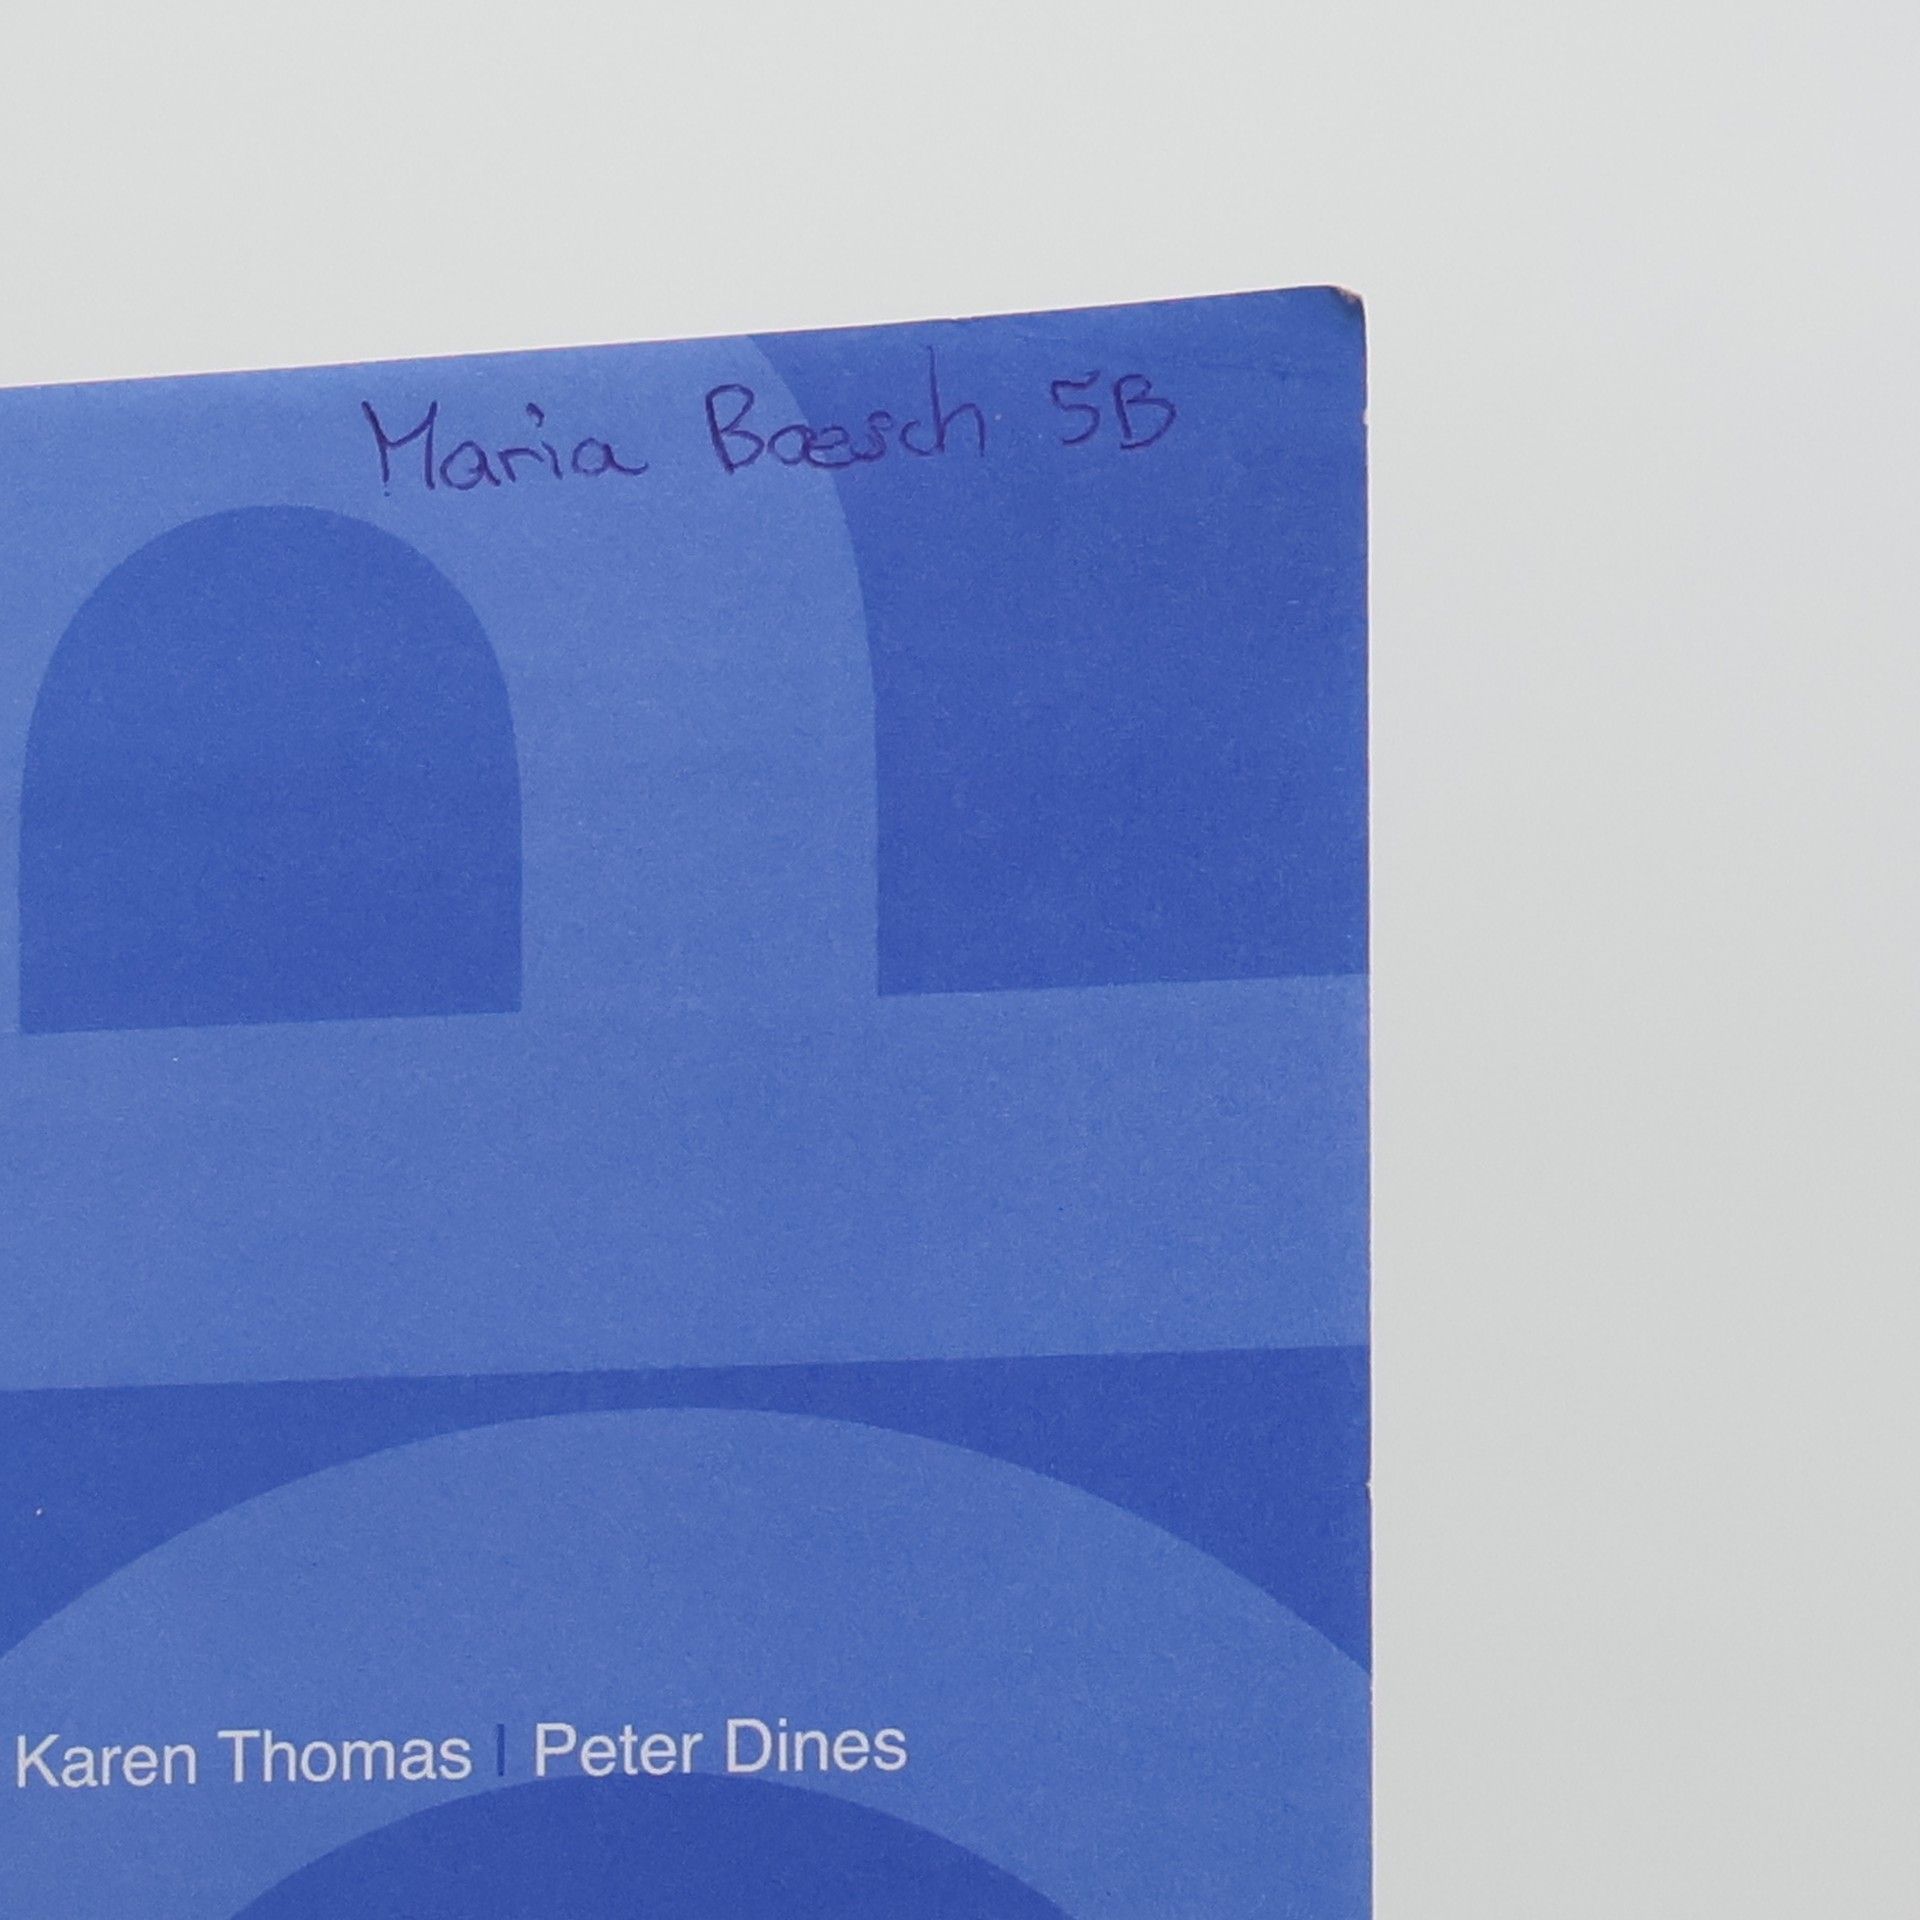 Maria Baesch 5B
Karen Thomas | Peter Dines